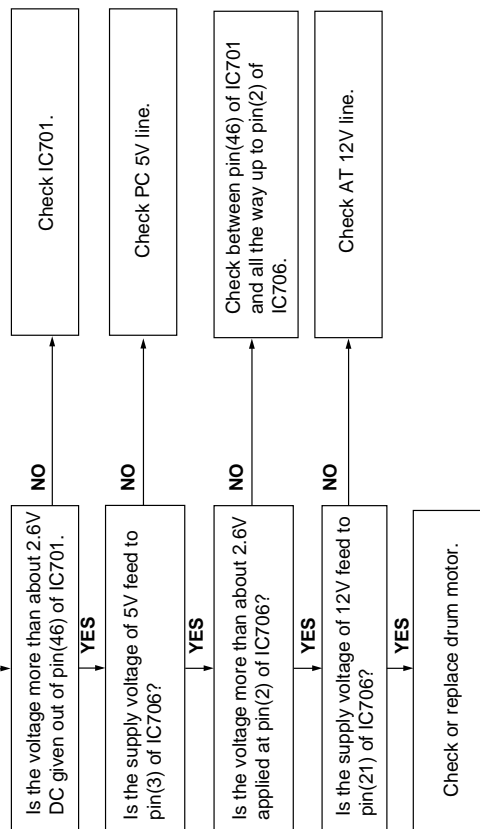 Is the voltage more than about 2.6V
DC given out of pin(46) of IC701.
NO
Check IC701.
YES
Is the supply voltage of 5V feed to
pin(3) of IC706?
NO
Check PC 5V line.
YES
Is the voltage more than about 2.6V
applied at pin(2) of IC706?
NO
Check between pin(46) of IC701
and all the way up to pin(2) of
IC706.
YES
Is the supply voltage of 12V feed to
pin(21) of IC706?
NO
Check AT 12V line.
YES
Check or replace drum motor.